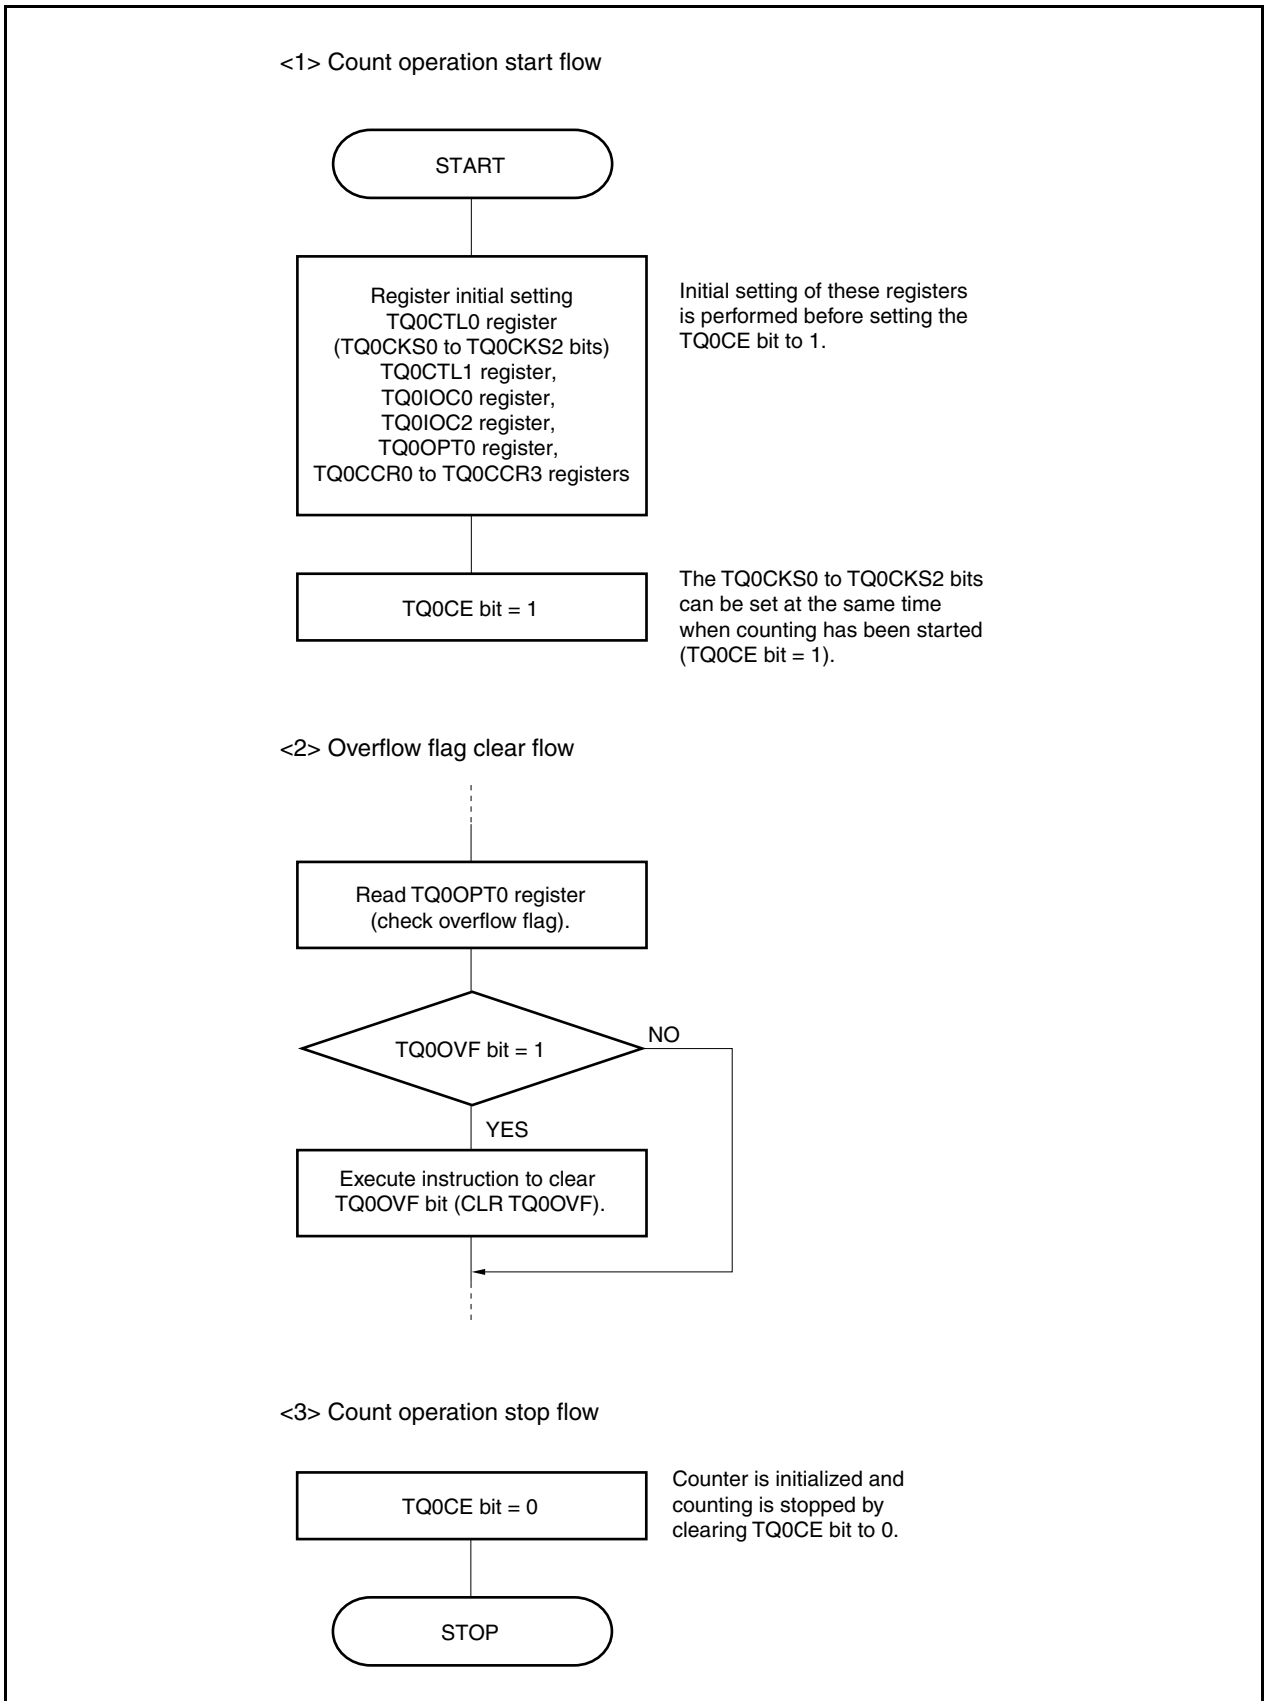 <1> Count operation start flow
START
Register initial setting
TQ0CTL0 register
(TQ0CKS0 to TQ0CKS2 bits)
TQ0CTL1 register,
TQ0IOC0 register,
TQ0IOC2 register,
TQ0OPT0 register,
TQ0CCR0 to TQ0CCR3 registers
Initial setting of these registers
is performed before setting the
TQ0CE bit to 1.
TQ0CE bit = 1
The TQ0CKS0 to TQ0CKS2 bits
can be set at the same time
when counting has been started
(TQ0CE bit = 1).
<2> Overflow flag clear flow
Read TQ0OPT0 register
(check overflow flag).
TQ0OVF bit = 1
NO
YES
Execute instruction to clear
TQ0OVF bit (CLR TQ0OVF).
<3> Count operation stop flow
TQ0CE bit = 0
Counter is initialized and
counting is stopped by
clearing TQ0CE bit to 0.
STOP